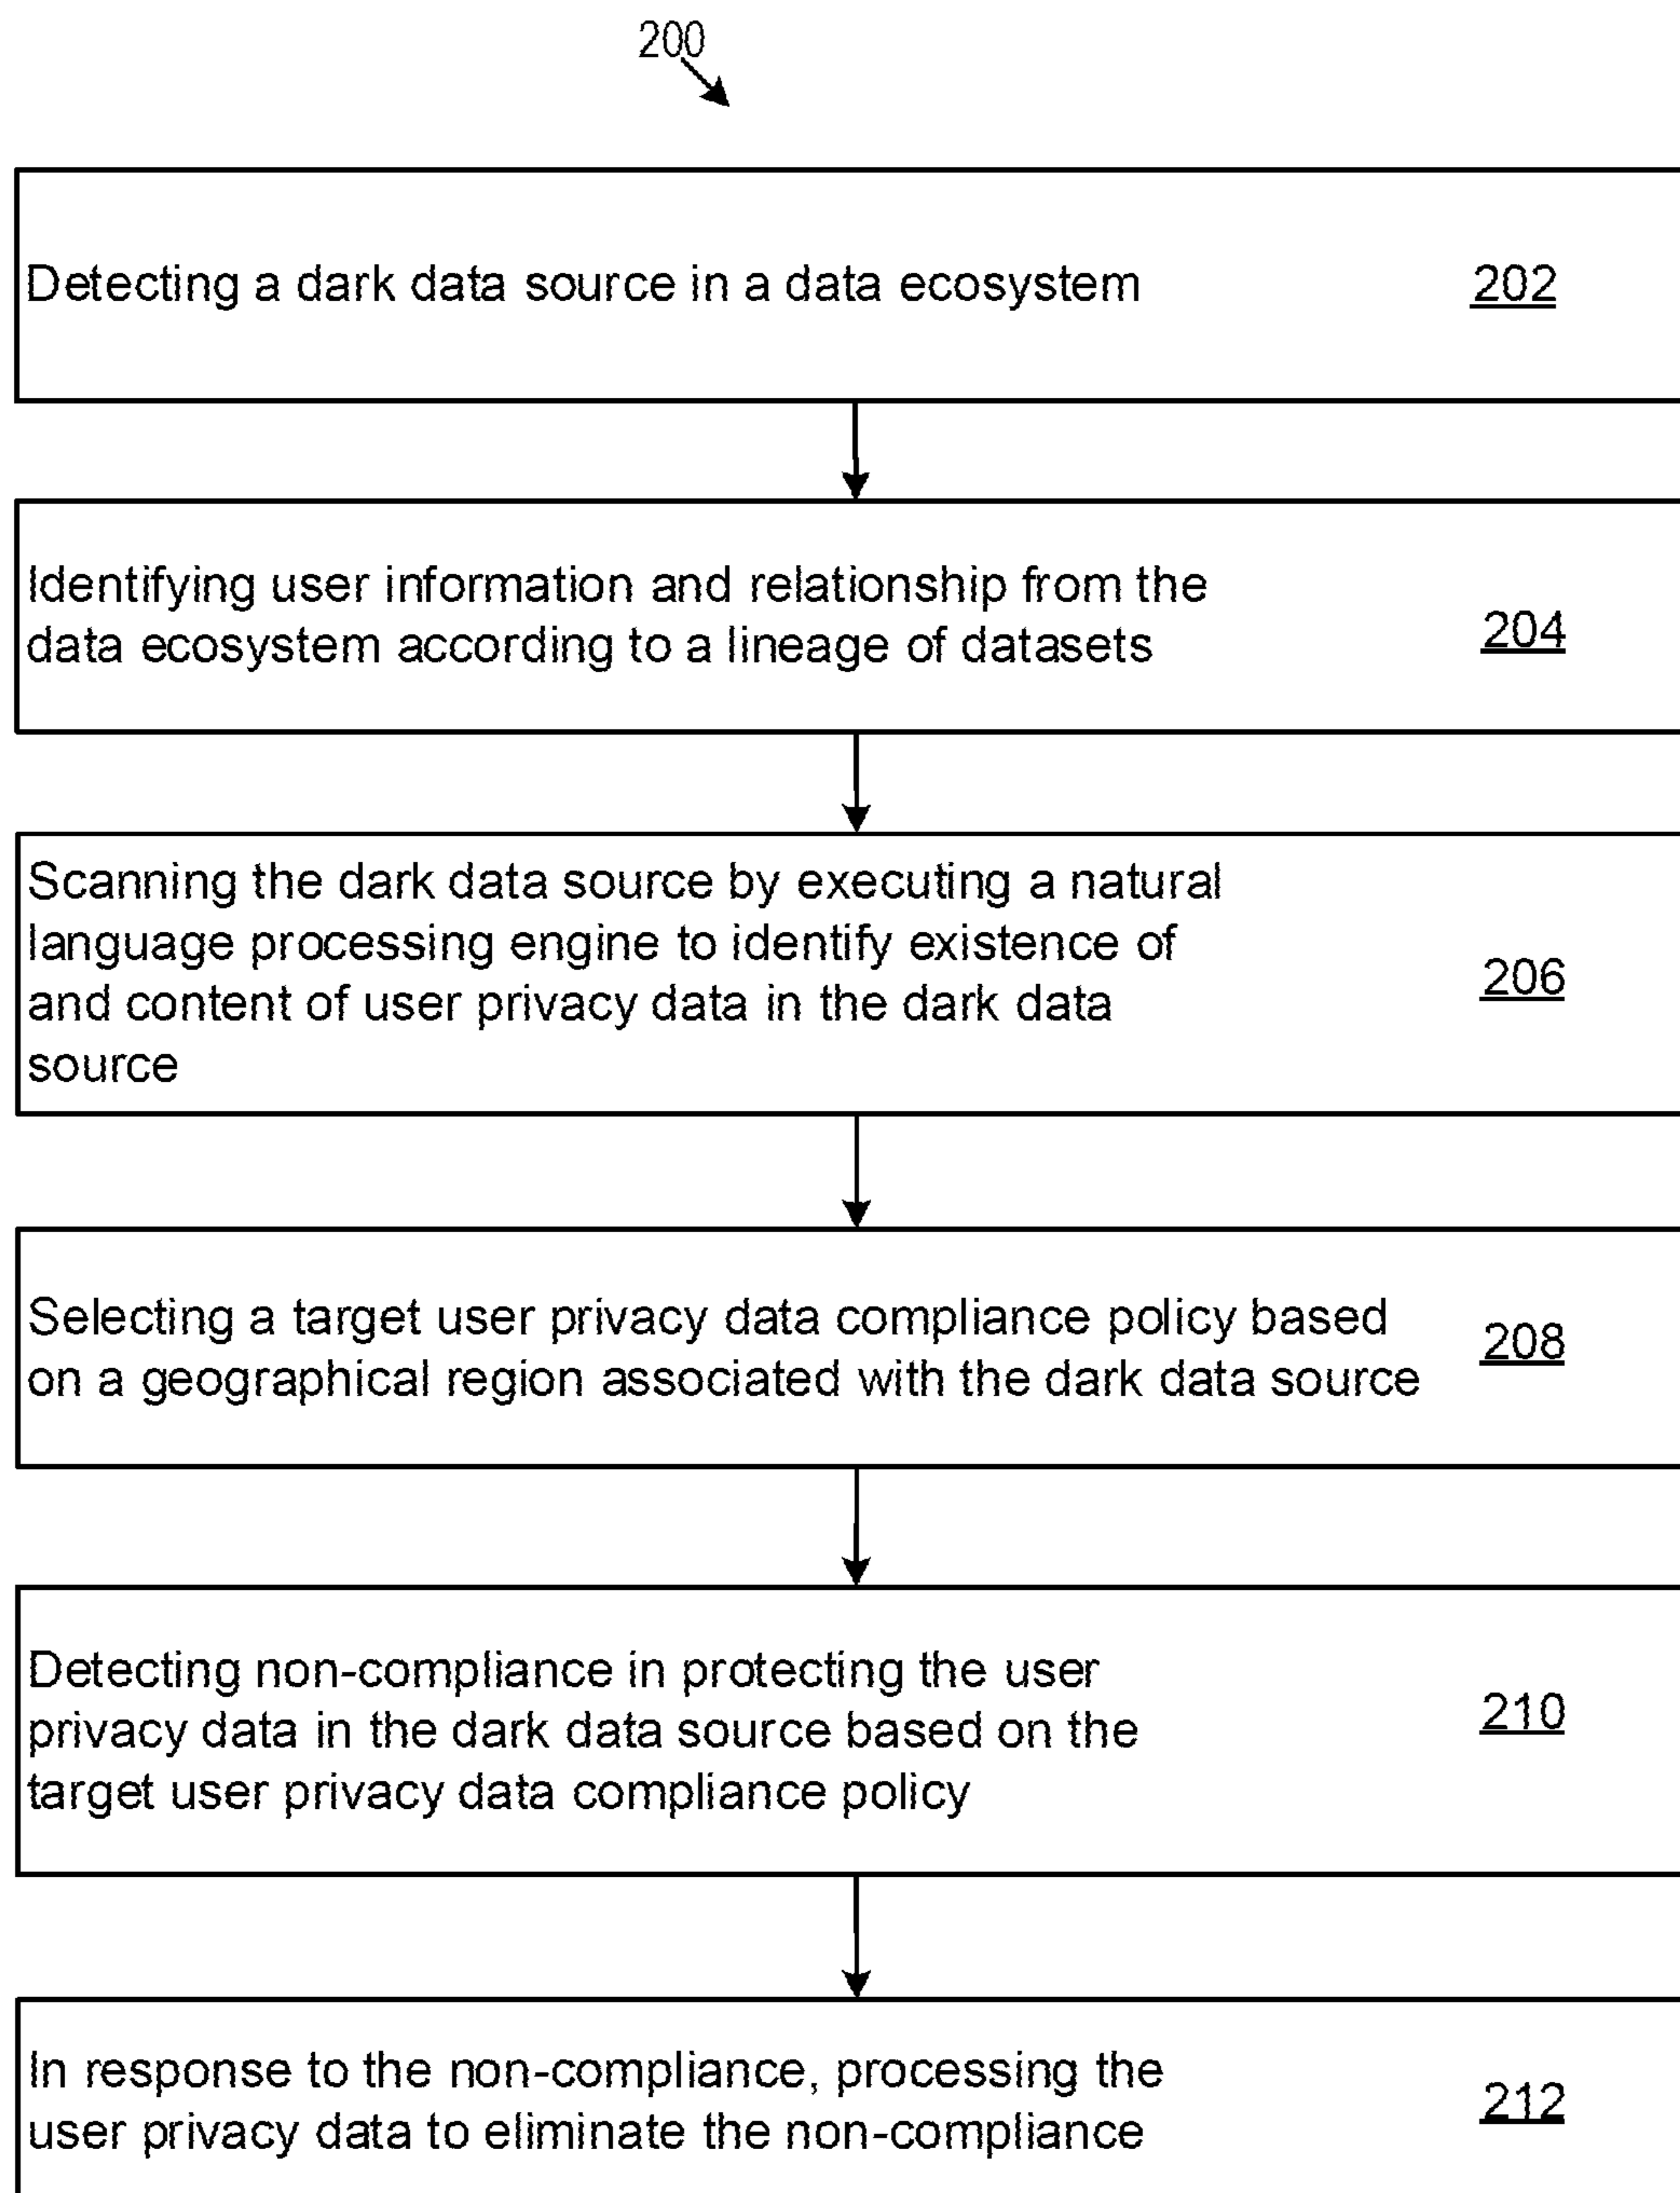 200
Detecting a dark data source in a data ecosystem
202
Identifying user information and relationship from the
data ecosystem according to a lineage of datasets
204
Scanning the dark data source by executing a natural
language processing engine to identify existence of
and content of user privacy data in the dark data
source
206
Selecting a target user privacy data compliance policy based
on a geographical region associated with the dark data source
208
Detecting non-compliance in protecting the user
privacy data in the dark data source based on the
target user privacy data compliance policy
210
In response to the non-compliance, processing the
user privacy data to eliminate the non-compliance
212